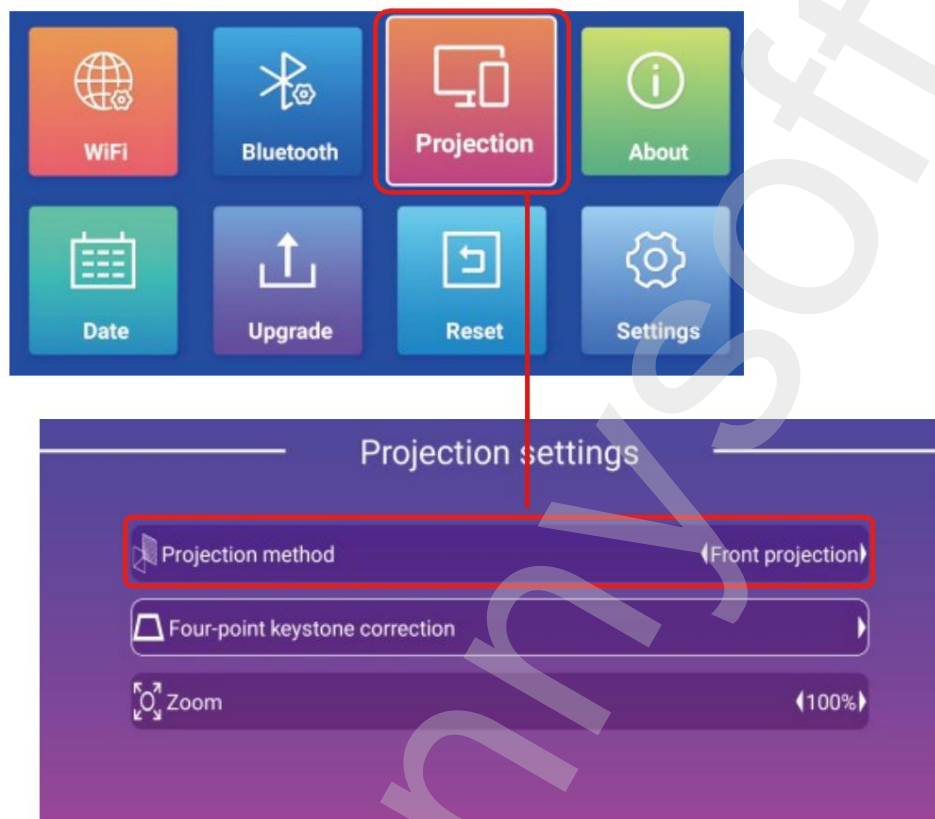 WiFi
Bluetooth
Projection
About
Date
Upgrade
Reset
Settings
Projection settings
Projection method
Front projection
Four-point keystone correction
Zoom
100%
nnysoft